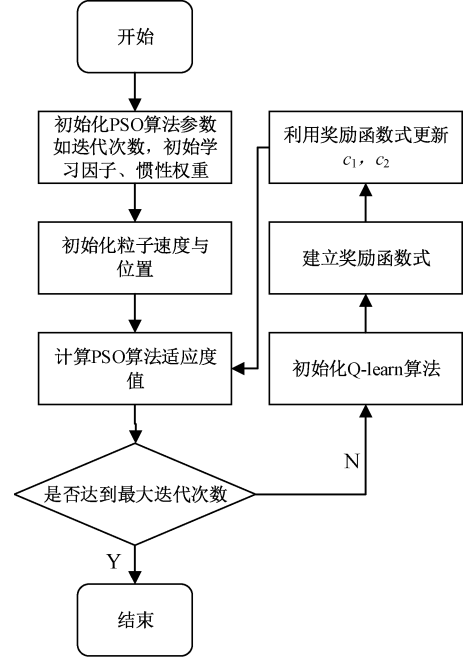 开始
初始化PSO算法参数
如迭代次数，初始学
习因子、惯性权重
初始化粒子速度与
位置
计算PSO算法适应度
值
是否达到最大迭代次数
Y
结束
N
初始化Q-learn算法
建立奖励函数式
利用奖励函数式更新
c₁，c₂